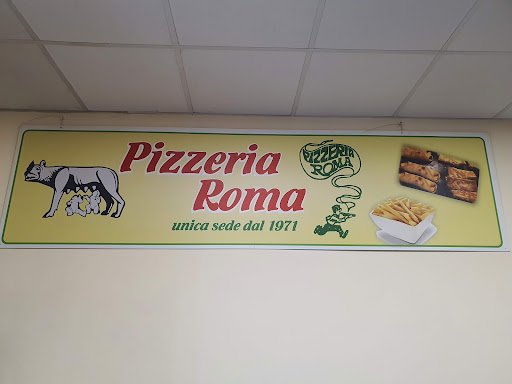 Pizzeria
Roma
unica sede dal 1971
PIZZERIA
ROMA